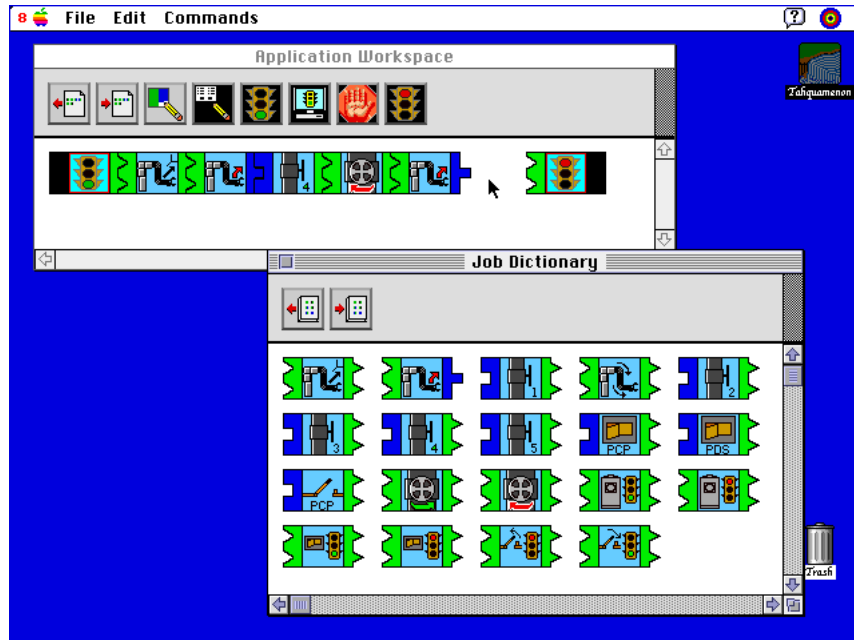 8 File Edit Commands ?
Application Workspace
Tahquamenon
4
Job Dictionary
1 2
3 4 5 PCP PDS
PCP
Trash